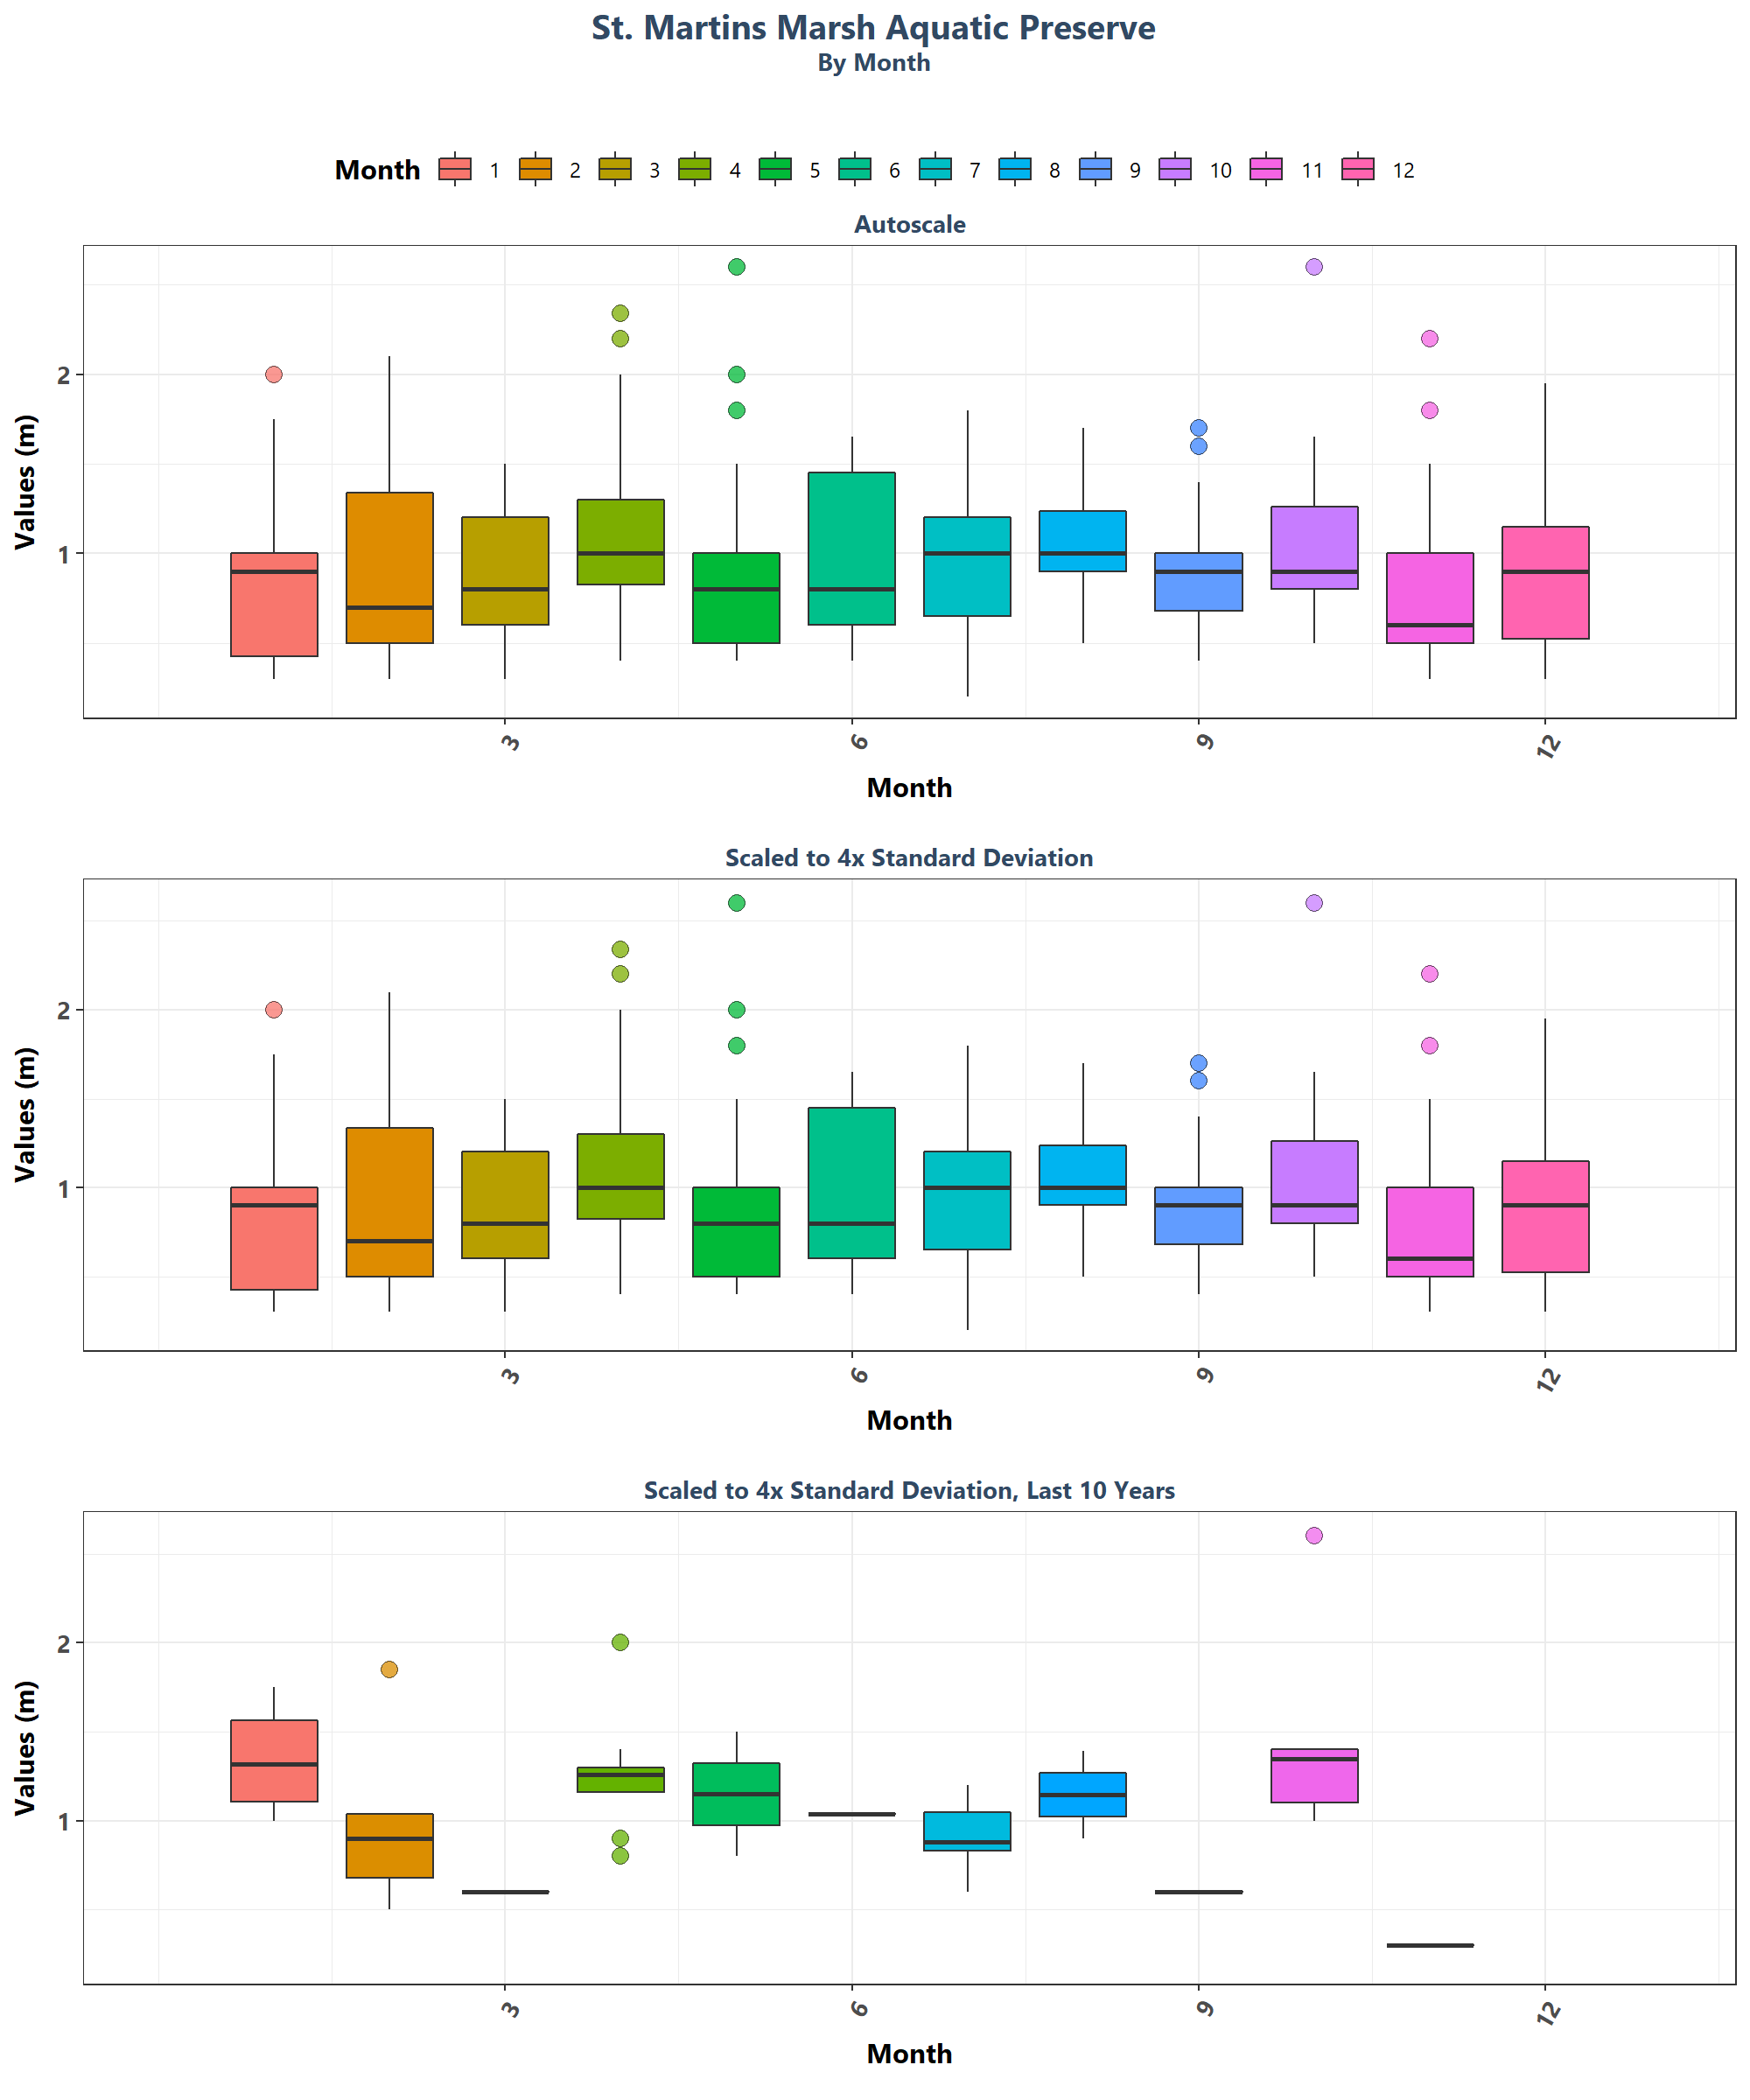 St. Martins Marsh Aquatic Preserve
By Month
Month 1 2 3 4 5 6 7 8 9 10 11 12
Autoscale
Values (m)
2
1
3 6 9 12
Month
Scaled to 4x Standard Deviation
Values (m)
2
1
3 6 9 12
Month
Scaled to 4x Standard Deviation, Last 10 Years
Values (m)
2
1
3 6 9 12
Month